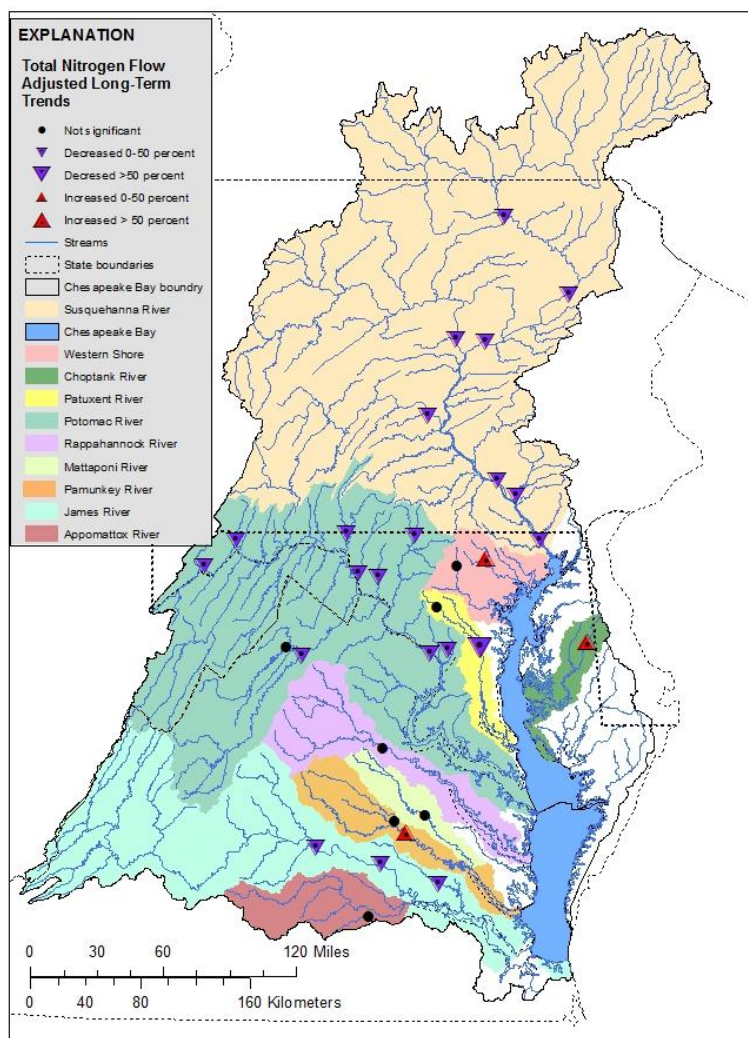 EXPLANATION
Total Nitrogen Flow
Adjusted Long-Term
Trends
Not significant
Decreased 0-50 percent
Decresed >50 percent
Increased 0-50 percent
Increased > 50 percent
Streams
State boundaries
Chesapeake Bay boundry
Susquehanna River
Chesapeake Bay
Western Shore
Choptank River
Patuxent River
Potomac River
Rappahannock River
Mattaponi River
Pamunkey River
James River
Appomattox River
0 30 60 120 Miles
0 40 80 160 Kilometers